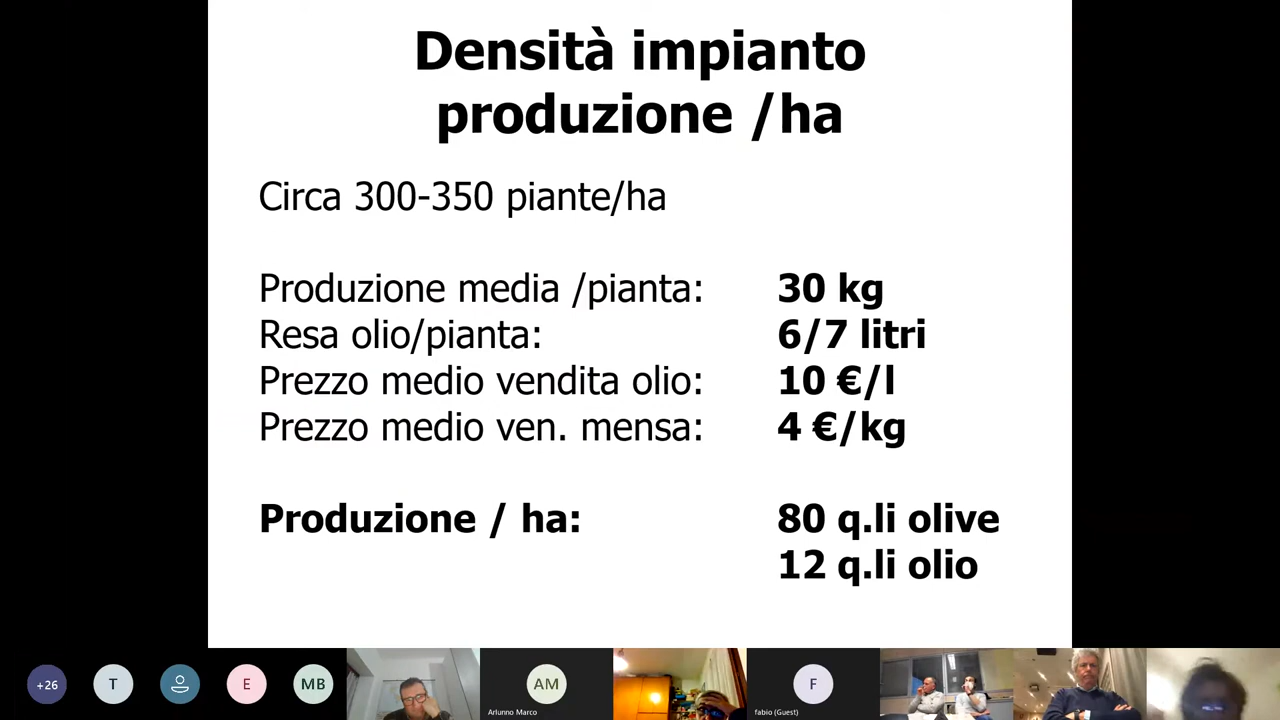 Densità impianto
produzione /ha
Circa 300-350 piante/ha
Produzione media /pianta: 30 kg
Resa olio/pianta: 6/7 litri
Prezzo medio vendita olio: 10 €/l
Prezzo medio ven. mensa: 4 €/kg
Produzione / ha: 80 q.li olive
12 q.li olio
+26 T E MB AM F
Arlunno Marco fabio (Guest)